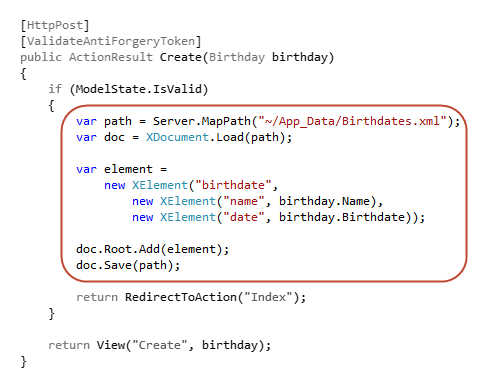 [HttpPost]
[ValidateAntiForgeryToken]
public ActionResult Create(Birthday birthday)
{
    if (ModelState.IsValid)
    {
        var path = Server.MapPath("~/App_Data/Birthdates.xml");
        var doc = XDocument.Load(path);

        var element =
            new XElement("birthdate",
                new XElement("name", birthday.Name),
                new XElement("date", birthday.Birthdate));

        doc.Root.Add(element);
        doc.Save(path);

        return RedirectToAction("Index");
    }

    return View("Create", birthday);
}